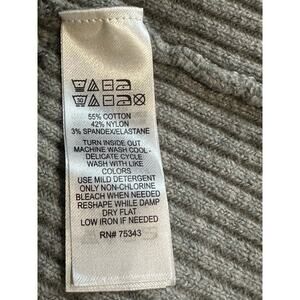 55% COTTON
42% NYLON
3% SPANDEX/ELASTANE
TURN INSIDE OUT
MACHINE WASH COOL -
DELICATE CYCLE
WASH WITH LIKE
COLORS
USE MILD DETERGENT
ONLY NON-CHLORINE
BLEACH WHEN NEEDED
RESHAPE WHILE DAMP
DRY FLAT
LOW IRON IF NEEDED
RN# 75343